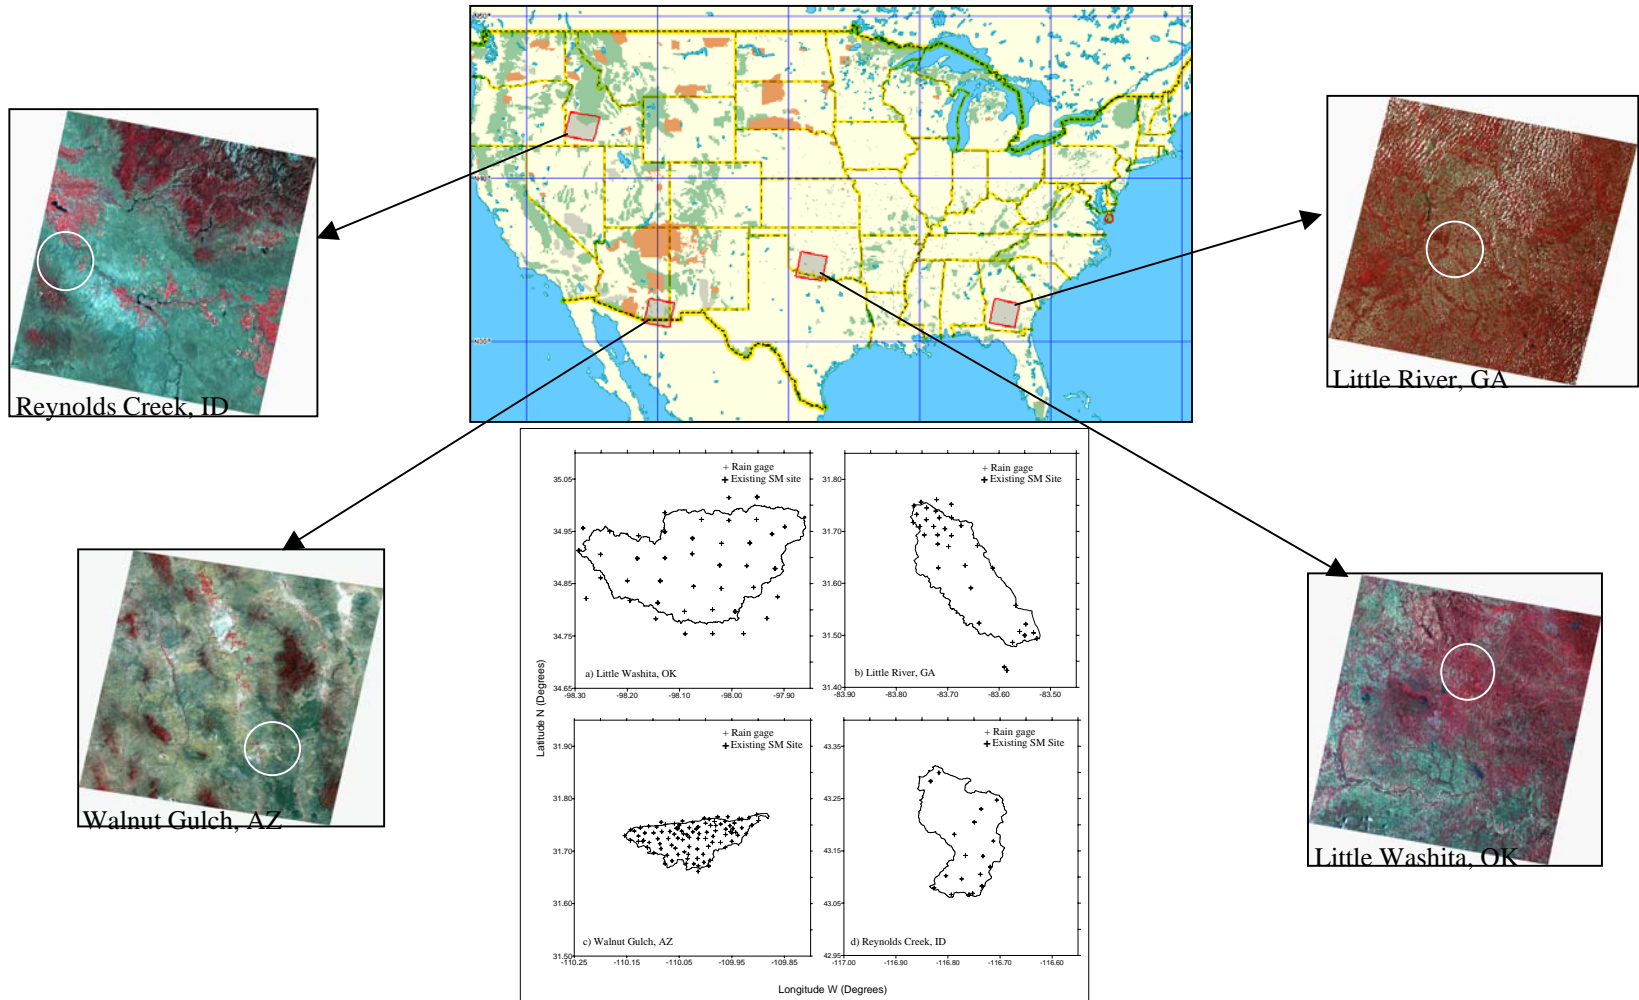 N50°
N40°
N30°
Reynolds Creek, ID
Little River, GA
Walnut Gulch, AZ
Little Washita, OK
+ Rain gage
+ Existing SM site
35.05
34.95
34.85
34.75
34.65
-98.30 -98.20 -98.10 -98.00 -97.90
a) Little Washita, OK
+ Rain gage
+ Existing SM Site
31.80
31.70
31.60
31.50
31.40
-83.90 -83.80 -83.70 -83.60 -83.50
b) Little River, GA
Latitude N (Degrees)
+ Rain gage
+ Existing SM Site
31.90
31.80
31.70
31.60
31.50
-110.25 -110.15 -110.05 -109.95 -109.85
c) Walnut Gulch, AZ
+ Rain gage
+ Existing SM Site
43.35
43.25
43.15
43.05
42.95
-117.00 -116.90 -116.80 -116.70 -116.60
d) Reynolds Creek, ID
Longitude W (Degrees)